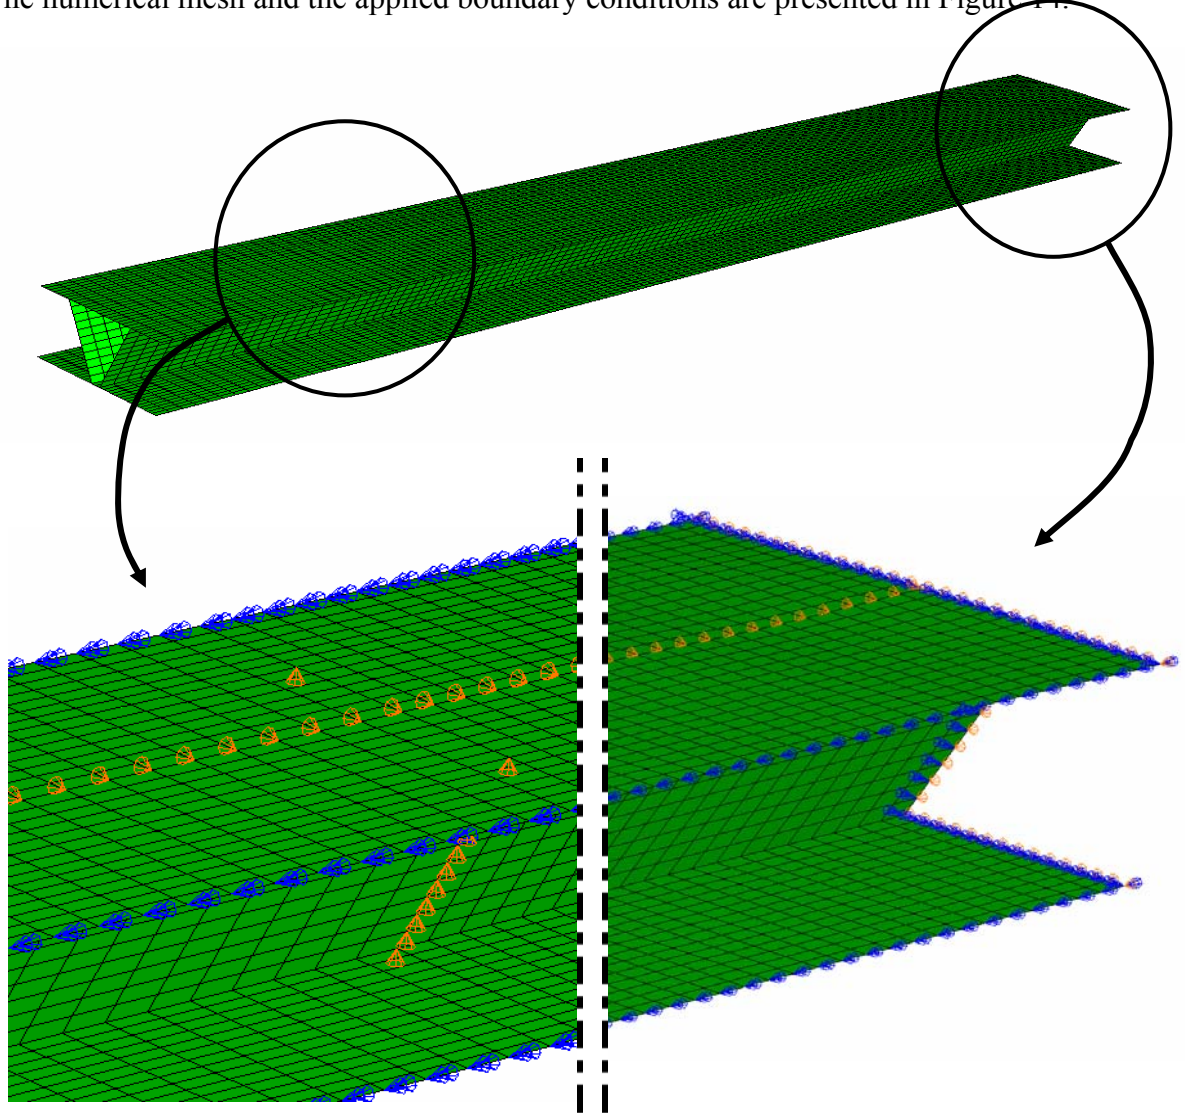 he numerical mesh and the applied boundary conditions are presented in Figure 14.